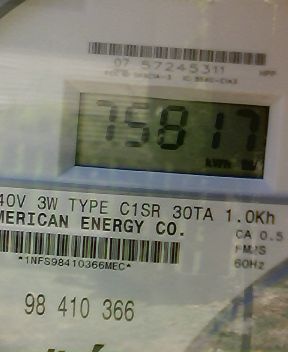 07 57245311
75817
kWh
40V 3W TYPE C1SR 30TA 1.0Kh
MERICAN ENERGY CO.
CA 0.5
*1NFS98410366MEC*
60Hz
98 410 366